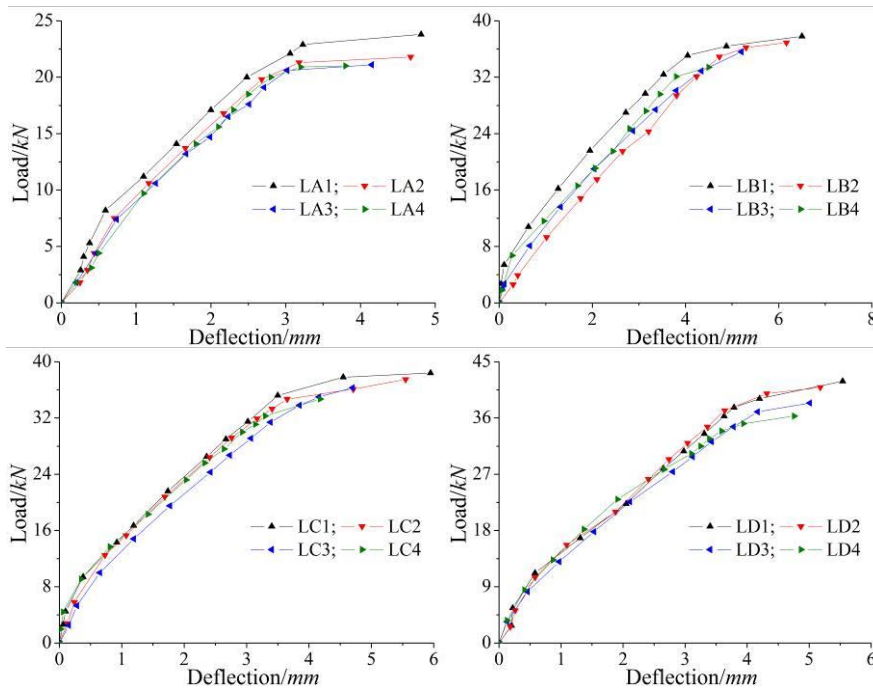 25
20
15
10
5
0
Load/kN
LA1; LA2
LA3; LA4
0 1 2 3 4 5
Deflection/mm
40
32
24
16
8
0
Load/kN
LB1; LB2
LB3; LB4
0 2 4 6 8
Deflection/mm
40
32
24
16
8
0
Load/kN
LC1; LC2
LC3; LC4
0 1 2 3 4 5 6
Deflection/mm
45
36
27
18
9
0
Load/kN
LD1; LD2
LD3; LD4
0 1 2 3 4 5 6
Deflection/mm